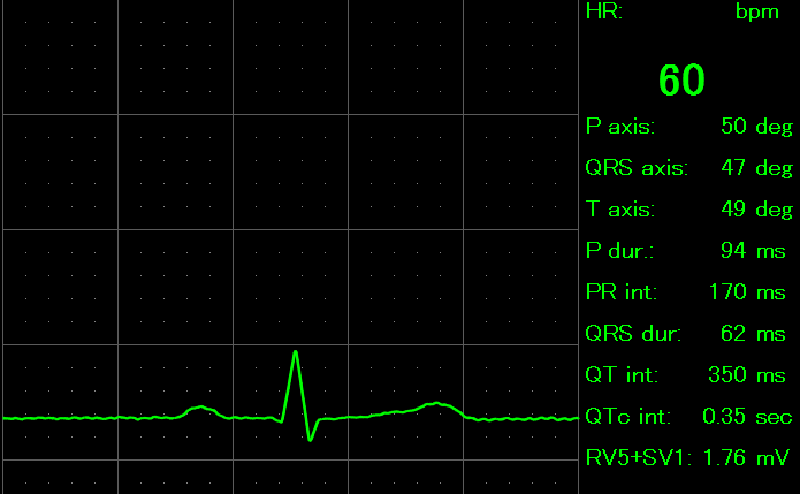 HR: bpm
60
P axis: 50 deg
QRS axis: 47 deg
T axis: 49 deg
P dur.: 94 ms
PR int: 170 ms
QRS dur: 62 ms
QT int: 350 ms
QTc int: 0.35 sec
RV5+SV1: 1.76 mV